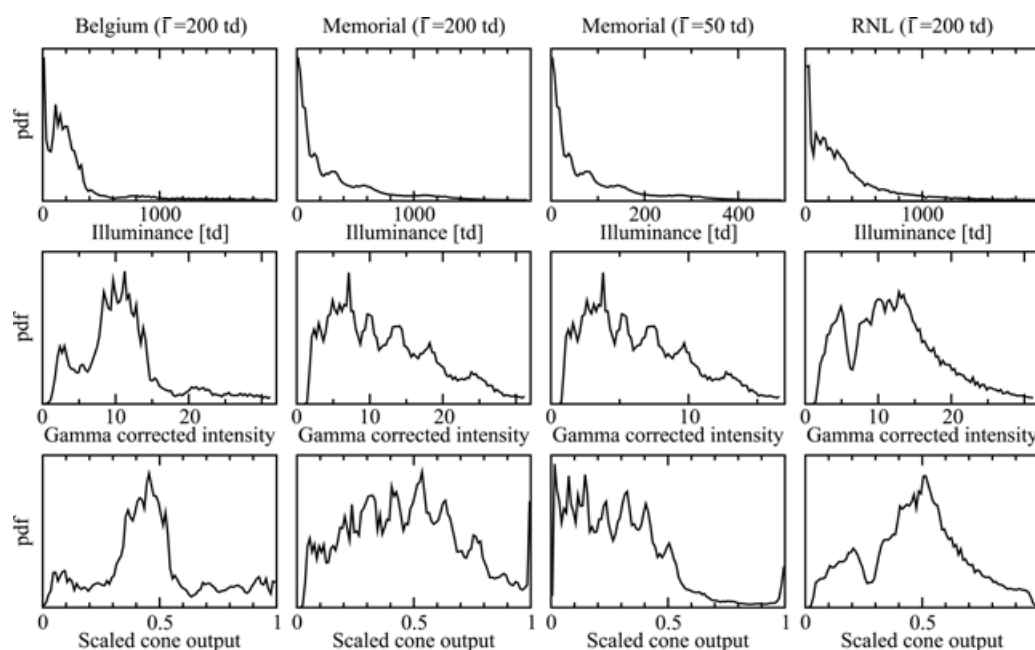 Belgium (Ī=200 td) Memorial (Ī=200 td) Memorial (Ī=50 td) RNL (Ī=200 td)
pdf
0 1000 0 1000 0 200 400 0 1000
Illuminance [td] Illuminance [td] Illuminance [td] Illuminance [td]
pdf
0 10 20 0 10 20 0 10 0 10 20
Gamma corrected intensity Gamma corrected intensity Gamma corrected intensity Gamma corrected intensity
pdf
0 0.5 1 0 0.5 1 0 0.5 1 0 0.5 1
Scaled cone output Scaled cone output Scaled cone output Scaled cone output